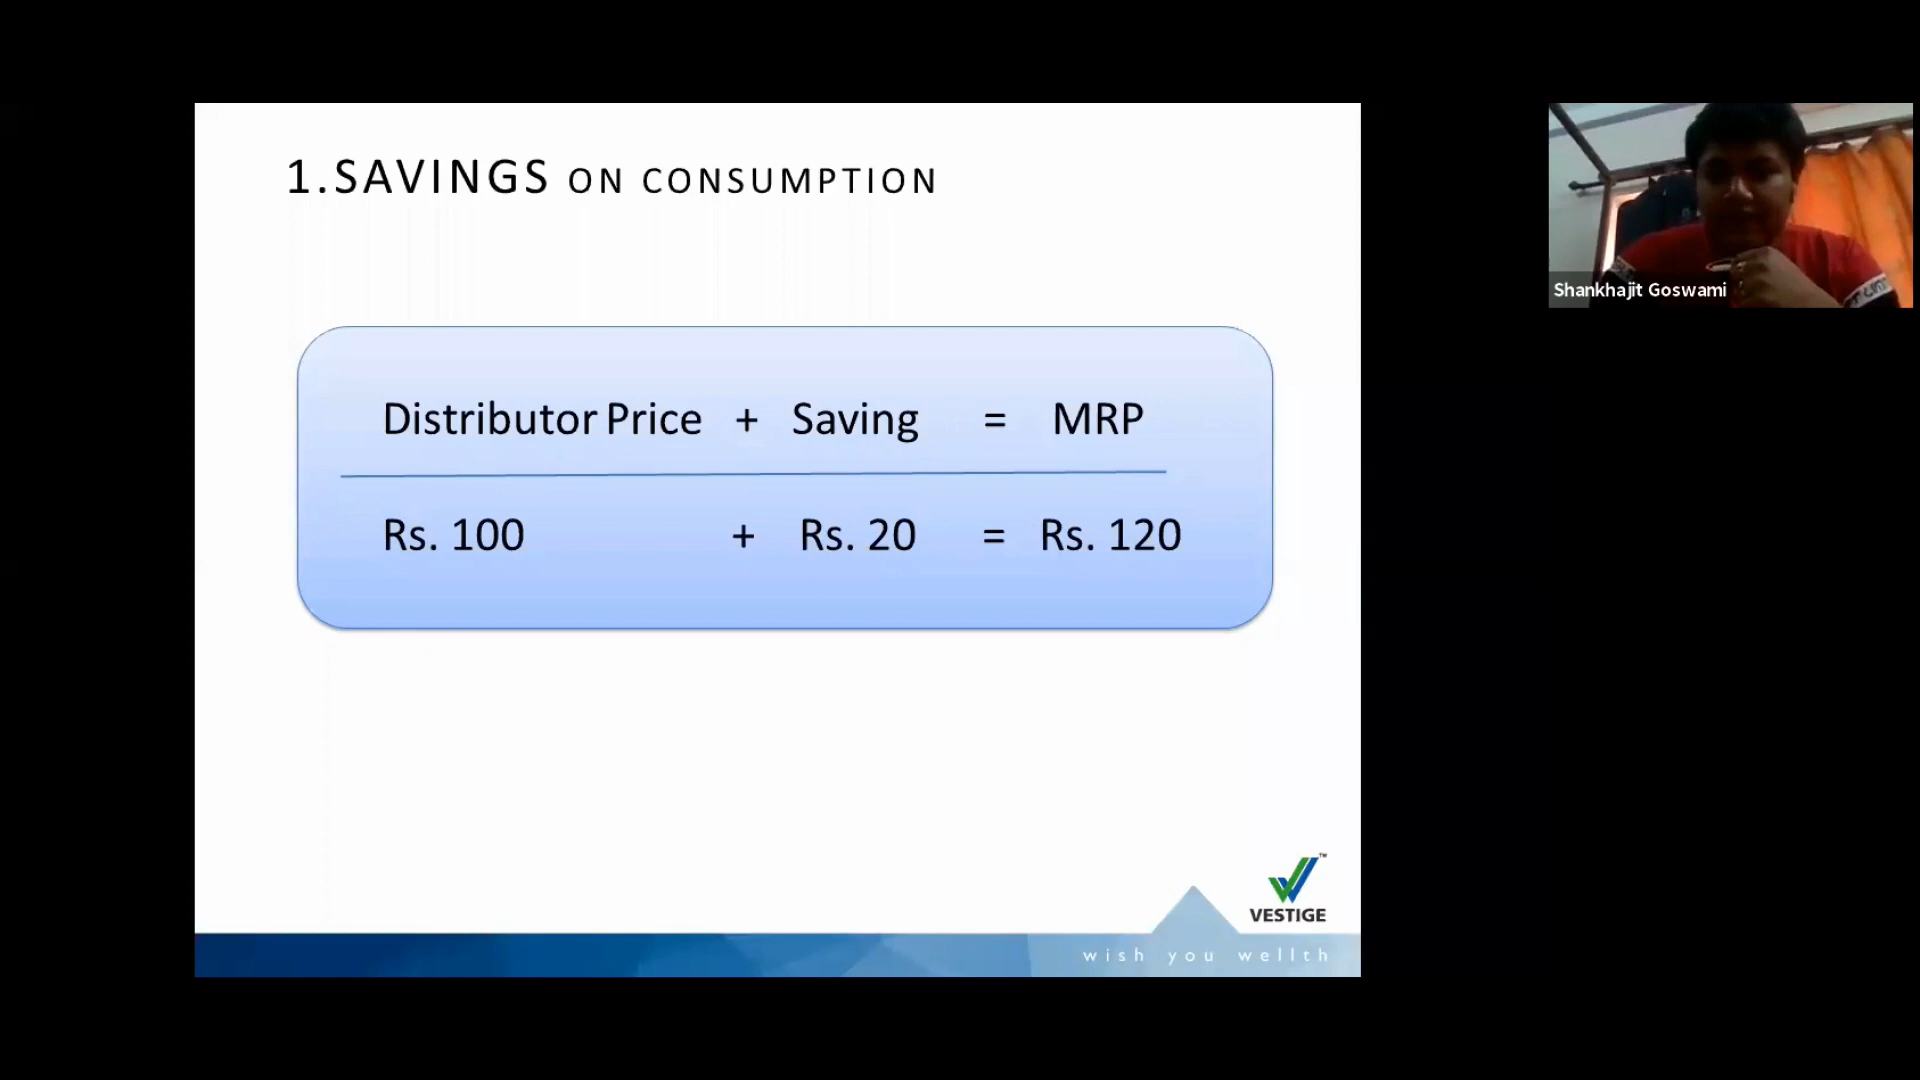 1.SAVINGS ON CONSUMPTION
Distributor Price + Saving = MRP
Rs. 100 + Rs. 20 = Rs. 120
VESTIGE™
wish you wellth
Shankhajit Goswami